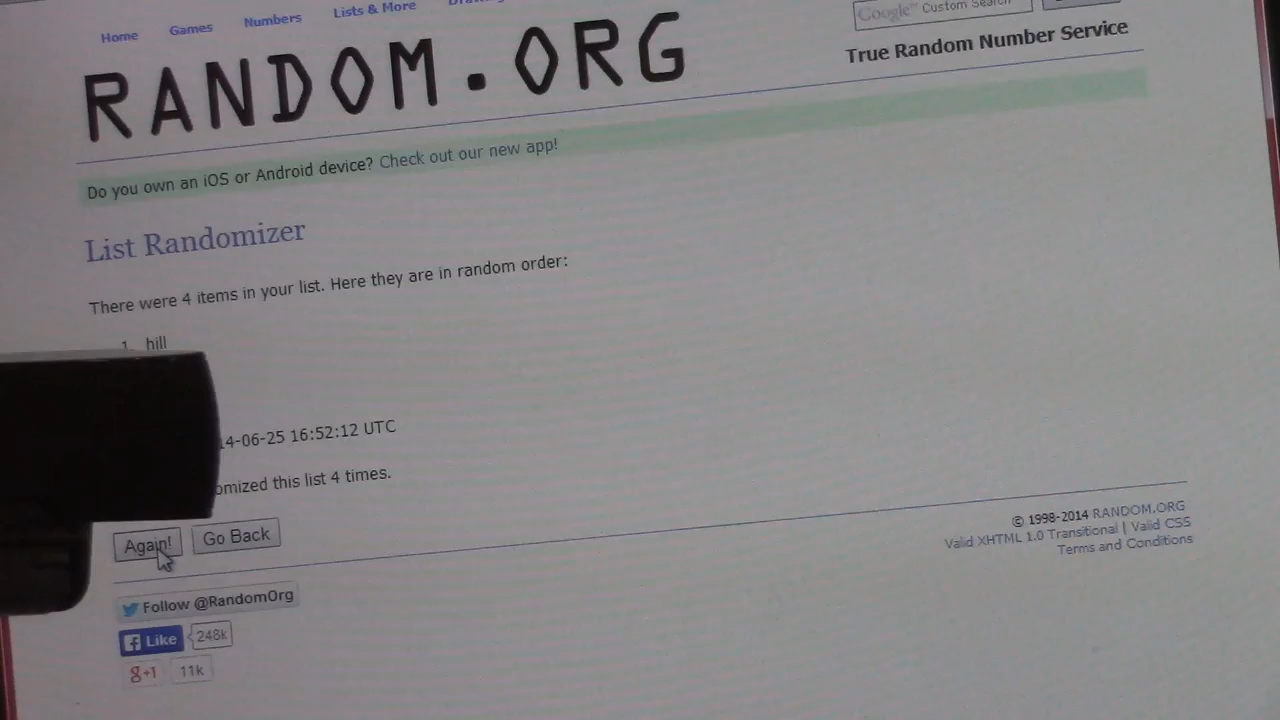 Home Games Numbers Lists & More
Google™ Custom Search
RANDOM.ORG
True Random Number Service
Do you own an iOS or Android device? Check out our new app!
List Randomizer
There were 4 items in your list. Here they are in random order:
1. hill
14-06-25 16:52:12 UTC
omized this list 4 times.
Again! Go Back
© 1998-2014 RANDOM.ORG
Valid XHTML 1.0 Transitional | Valid CSS
Terms and Conditions
Follow @RandomOrg
Like 248k
g+1 11k